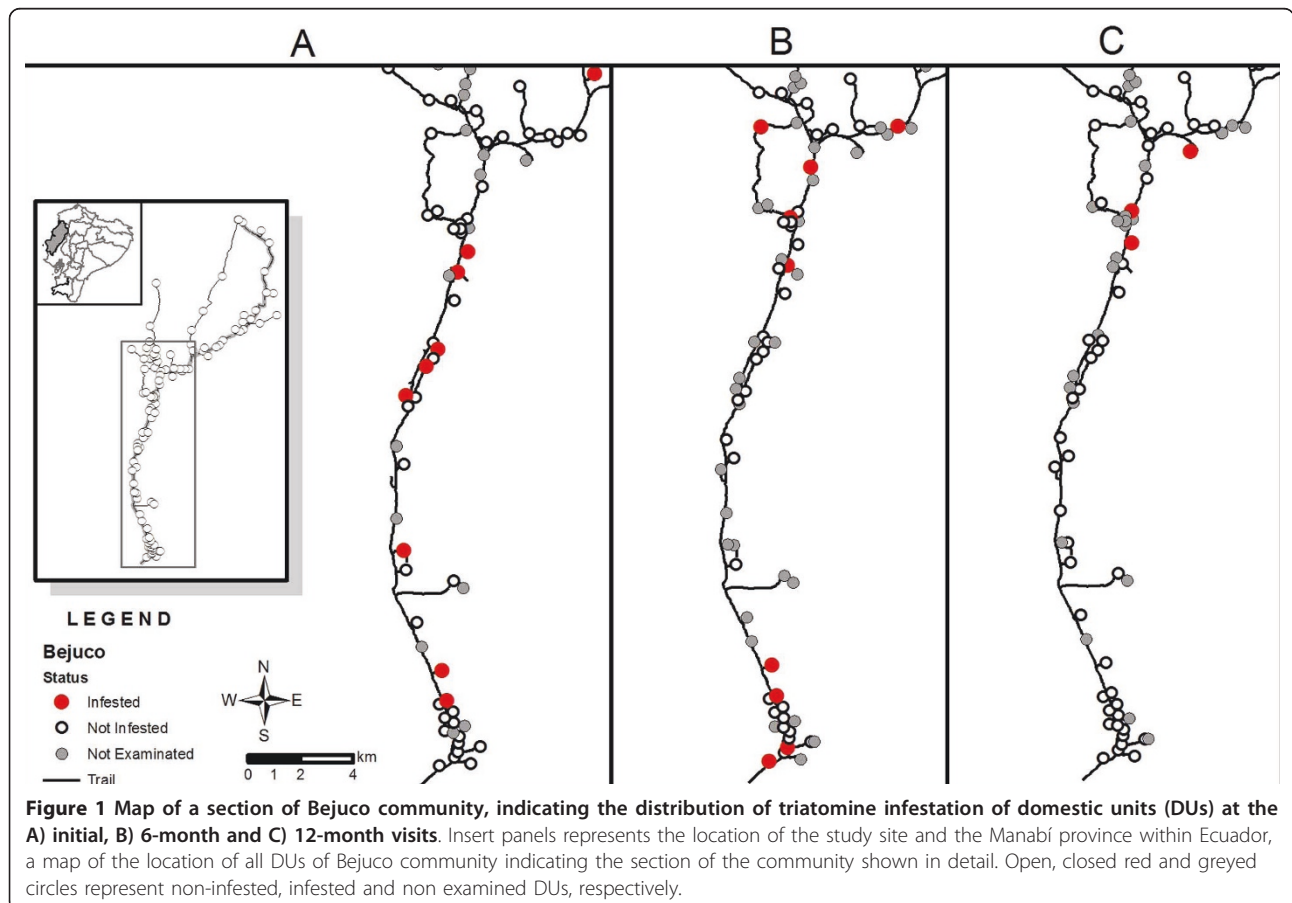 A
B
C
LEGEND
Bejuco
Status
Infested
Not Infested
Not Examinated
Trail
N
W E
S
km
0 1 2 4
Figure 1 Map of a section of Bejuco community, indicating the distribution of triatomine infestation of domestic units (DUs) at the
A) initial, B) 6-month and C) 12-month visits. Insert panels represents the location of the study site and the Manabí province within Ecuador,
a map of the location of all DUs of Bejuco community indicating the section of the community shown in detail. Open, closed red and greyed
circles represent non-infested, infested and non examined DUs, respectively.